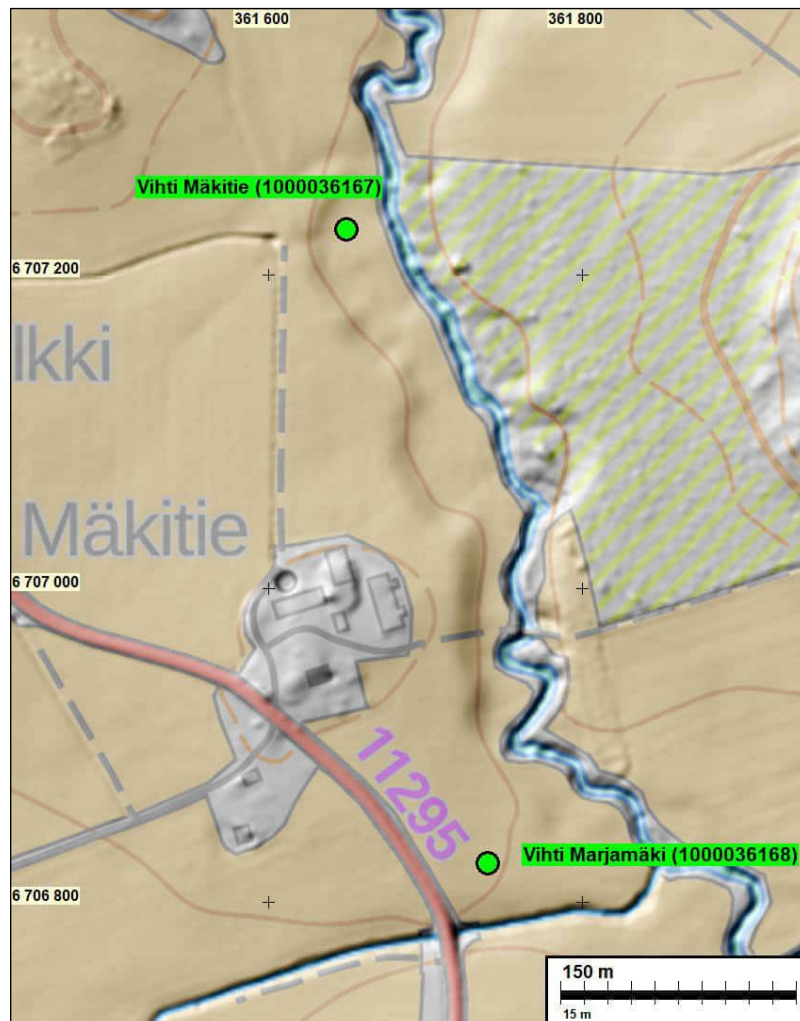 361 600
361 800
Vihti Mäkitie (1000036167)
6 707 200
lkki
Mäkitie
6 707 000
11295
Vihti Marjamäki (1000036168)
6 706 800
150 m
15 m